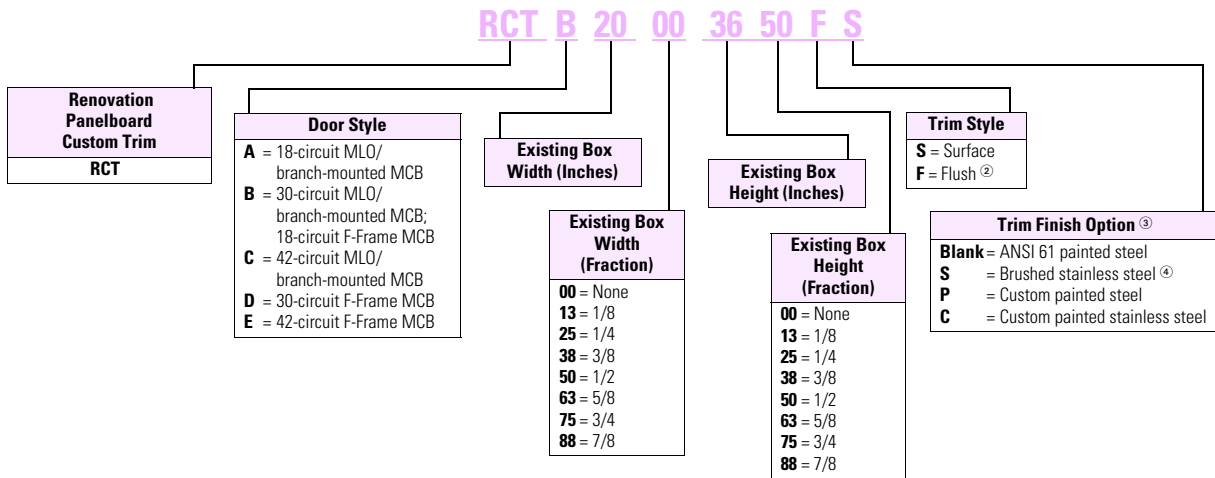 RCT B 20 00 36 50 F S
Renovation
Panelboard
Custom Trim
RCT
Door Style
A = 18-circuit MLO/
branch-mounted MCB
B = 30-circuit MLO/
branch-mounted MCB;
18-circuit F-Frame MCB
C = 42-circuit MLO/
branch-mounted MCB
D = 30-circuit F-Frame MCB
E = 42-circuit F-Frame MCB
Existing Box
Width (Inches)
Existing Box
Width
(Fraction)
00 = None
13 = 1/8
25 = 1/4
38 = 3/8
50 = 1/2
63 = 5/8
75 = 3/4
88 = 7/8
Existing Box
Height (Inches)
Existing Box
Height
(Fraction)
00 = None
13 = 1/8
25 = 1/4
38 = 3/8
50 = 1/2
63 = 5/8
75 = 3/4
88 = 7/8
Trim Style
S = Surface
F = Flush ②
Trim Finish Option ③
Blank = ANSI 61 painted steel
S = Brushed stainless steel ④
P = Custom painted steel
C = Custom painted stainless steel